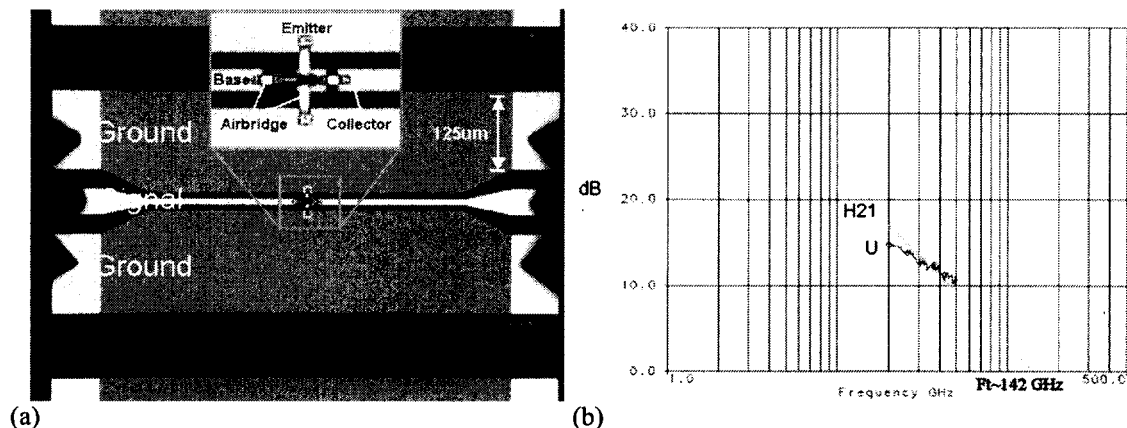 Emitter
Base
Airbridge
Collector
Ground
125um
Signal
Ground
(a)
40.0
30.0
dB
20.0
H21
U
10.0
0.0
1.0
Frequency GHz
Ft~142 GHz
500.0
(b)